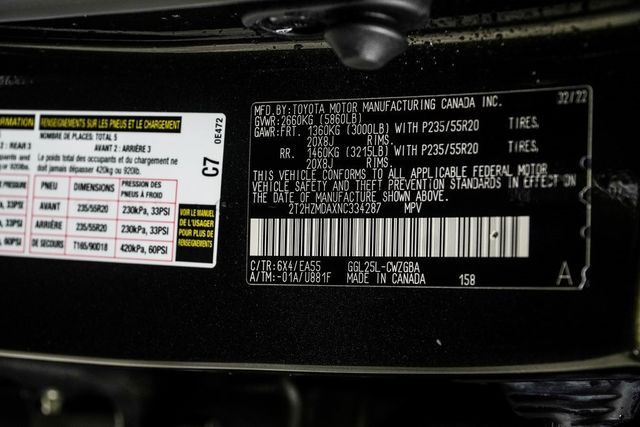 RMATION
RENSEIGNEMENTS SUR LES PNEUS ET LE CHARGEMENT
NOMBRE DE PLACES: TOTAL 5
: REAR 3
AVANT 2: ARRIÈRE 3
Le poids total des occupants et du chargement ne
doit jamais dépasser 420kg ou 920lb.
PNEU DIMENSIONS PRESSION DES PNEUS À FROID
AVANT 235/55R20 230kPa, 33PSI
ARRIÈRE 235/55R20 230kPa, 33PSI
DE SECOURS T165/90D18 420kPa, 60PSI
VOIR LE MANUEL
DE L'USAGER
POUR PLUS DE
RENSEIGNEMENTS
33PSI
33PSI
60PSI
C7
0E472
MFD.BY:TOYOTA MOTOR MANUFACTURING CANADA INC.
GVWR:2660KG (5860LB)
GAWR:FRT. 1360KG (3000LB) WITH P235/55R20 TIRES,
20X8J RIMS.
RR. 1460KG (3215LB) WITH P235/55R20 TIRES,
20X8J RIMS.
THIS VEHICLE CONFORMS TO ALL APPLICABLE FEDERAL MOTOR
VEHICLE SAFETY AND THEFT PREVENTION STANDARDS IN EFFECT ON
THE DATE OF MANUFACTURE SHOWN ABOVE.
2T2HZMDAXNC334287 MPV
C/TR:6X4/EA55 GGL25L-CWZGBA
A/TM:-01A/U881F MADE IN CANADA 158
A